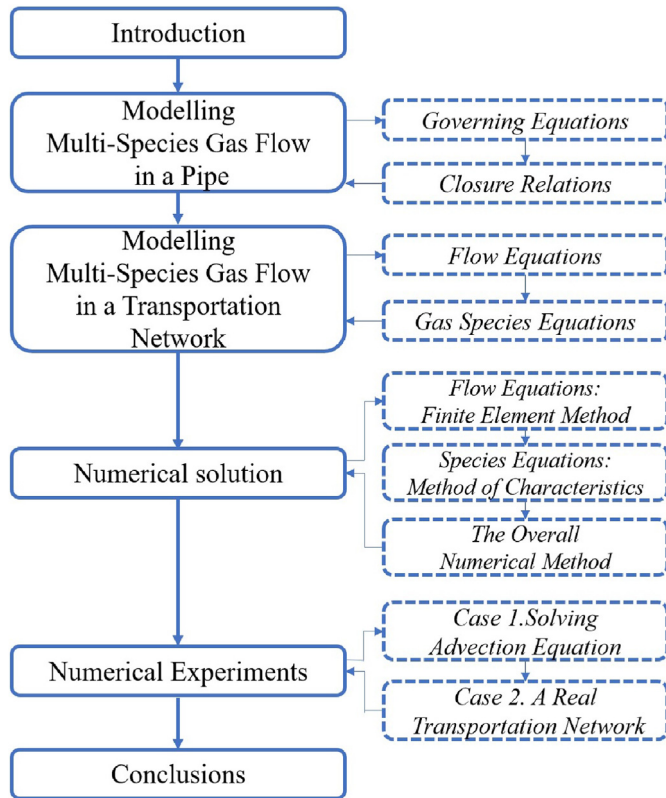 Introduction
Modelling
Multi-Species Gas Flow
in a Pipe
Governing Equations
Closure Relations
Modelling
Multi-Species Gas Flow
in a Transportation
Network
Flow Equations
Gas Species Equations
Numerical solution
Flow Equations:
Finite Element Method
Species Equations:
Method of Characteristics
The Overall
Numerical Method
Numerical Experiments
Case 1.Solving
Advection Equation
Case 2. A Real
Transportation Network
Conclusions